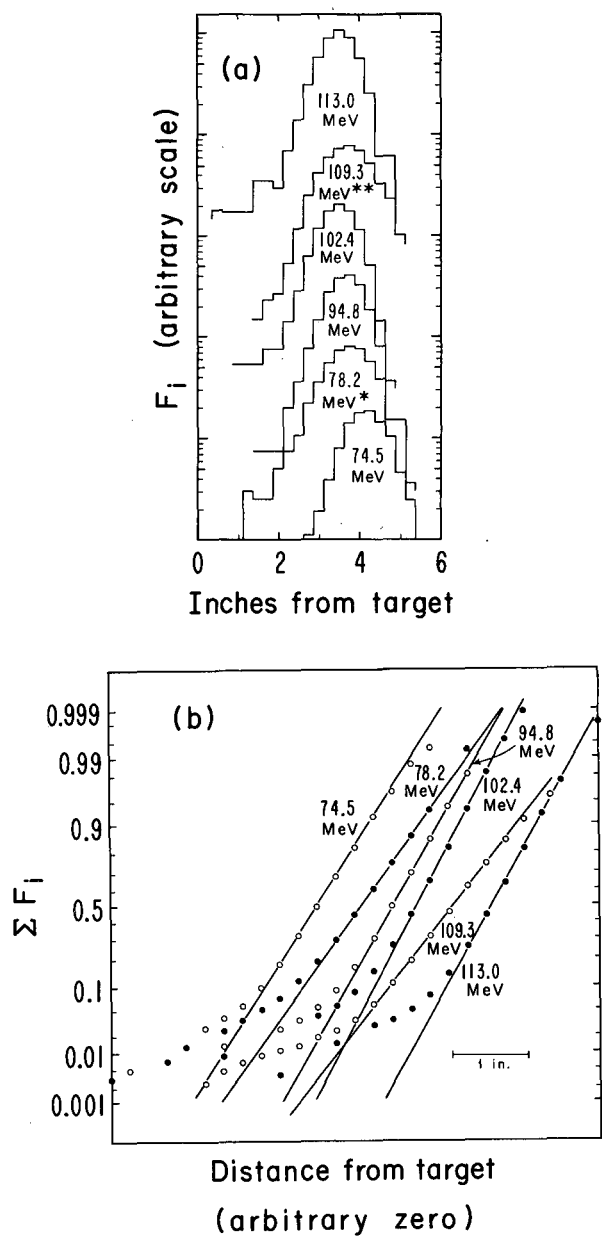 (a)
F_i (arbitrary scale)
113.0
MeV
109.3
MeV**
102.4
MeV
94.8
MeV
78.2
MeV*
74.5
MeV
0 2 4 6
Inches from target
(b)
Σ F_i
0.999
0.99
0.9
0.5
0.1
0.01
0.001
74.5
MeV
78.2
MeV
94.8
MeV
102.4
MeV
109.3
MeV
113.0
MeV
1 in.
Distance from target
(arbitrary zero)